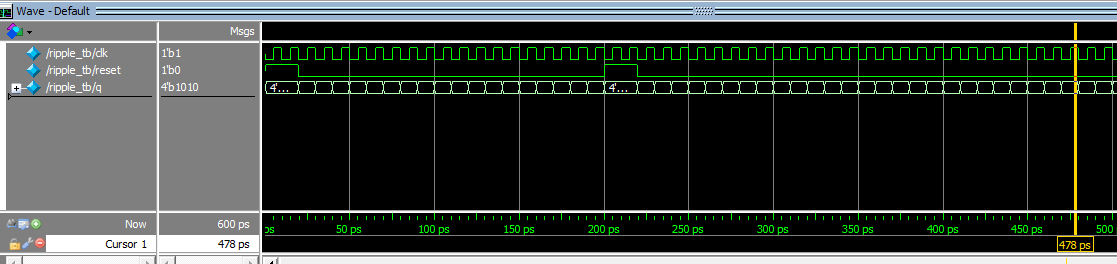 Wave - Default
Msgs
/ripple_tb/clk 1'b1
/ripple_tb/reset 1'b0
/ripple_tb/q 4'b1010 4'... 4'...
Now 600 ps ps 50 ps 100 ps 150 ps 200 ps 250 ps 300 ps 350 ps 400 ps 450 ps 500
Cursor 1 478 ps 478 ps